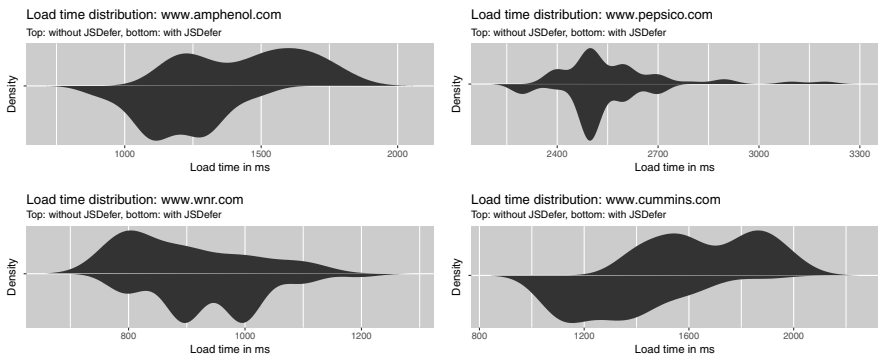 Load time distribution: www.amphenol.com
Top: without JSDefer, bottom: with JSDefer
Density
1000 1500 2000
Load time in ms
Load time distribution: www.pepsico.com
Top: without JSDefer, bottom: with JSDefer
Density
2400 2700 3000 3300
Load time in ms
Load time distribution: www.wnr.com
Top: without JSDefer, bottom: with JSDefer
Density
800 1000 1200
Load time in ms
Load time distribution: www.cummins.com
Top: without JSDefer, bottom: with JSDefer
Density
800 1200 1600 2000
Load time in ms